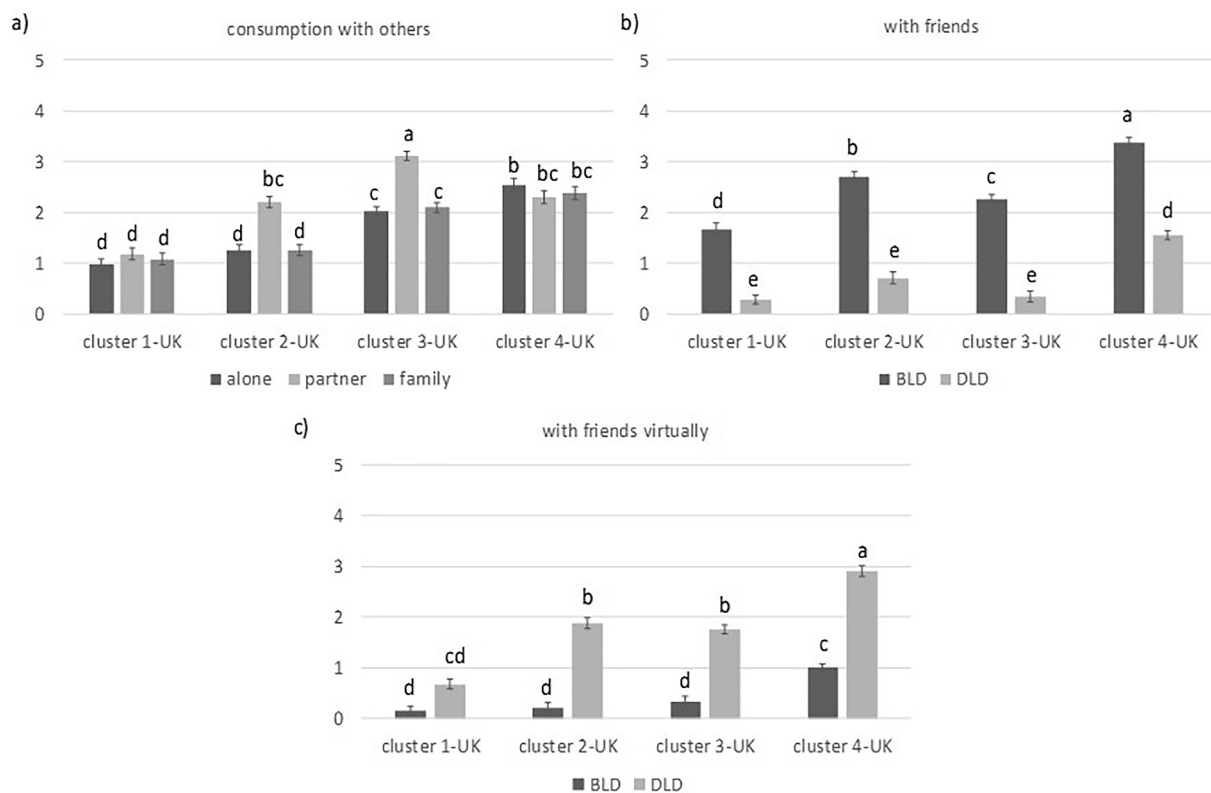 a)
consumption with others
5
4
3
2
1
0
d d d
d bc d
c a c
b bc bc
cluster 1-UK cluster 2-UK cluster 3-UK cluster 4-UK
alone partner family
b)
with friends
5
4
3
2
1
0
d e
b e
c e
a d
cluster 1-UK cluster 2-UK cluster 3-UK cluster 4-UK
BLD DLD
c)
with friends virtually
5
4
3
2
1
0
d cd
d b
d b
c a
cluster 1-UK cluster 2-UK cluster 3-UK cluster 4-UK
BLD DLD